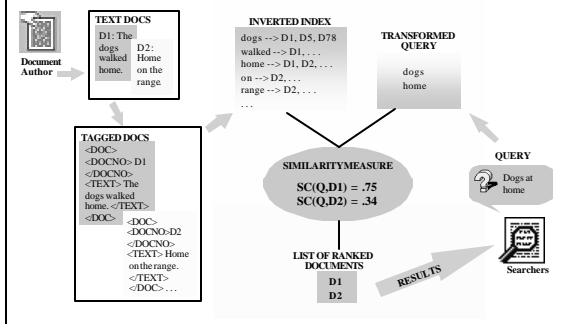 Document
Author
TEXT DOCS
D1: The
dogs
walked
home.
D2:
Home
on the
range.
TAGGED DOCS
<DOC>
<DOCNO> D1
</DOCNO>
<TEXT> The
dogs walked
home. </TEXT>
<DOC>
<DOC>
<DOCNO>D2
</DOCNO>
<TEXT> Home
on the range.
</TEXT>
</DOC> . . .
INVERTED INDEX
dogs --> D1, D5, D78
walked --> D1, . . .
home --> D1, D2, . . .
on --> D2, . . .
range --> D2, . . .
. . .
TRANSFORMED
QUERY
dogs
home
SIMILARITY MEASURE
SC(Q,D1) = .75
SC(Q,D2) = .34
QUERY
? Dogs at
home
Searchers
LIST OF RANKED
DOCUMENTS
D1
D2
RESULTS